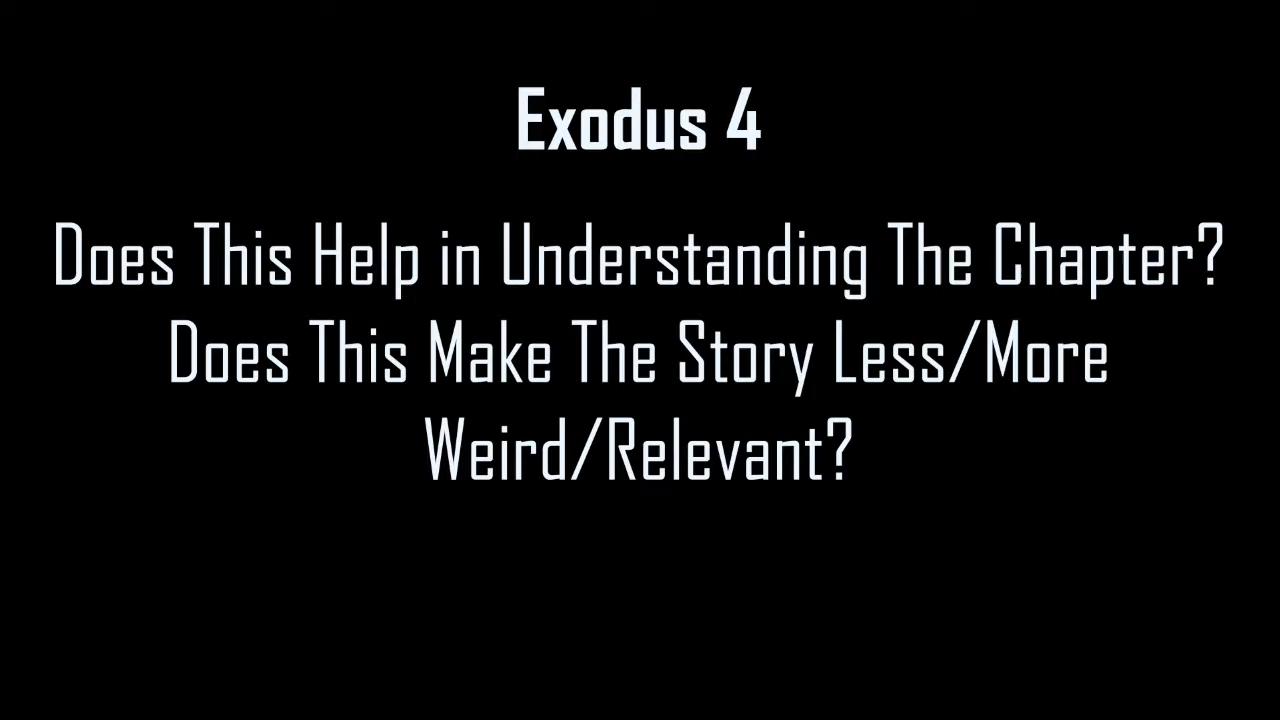 Exodus 4
Does This Help in Understanding The Chapter?
Does This Make The Story Less/More
Weird/Relevant?